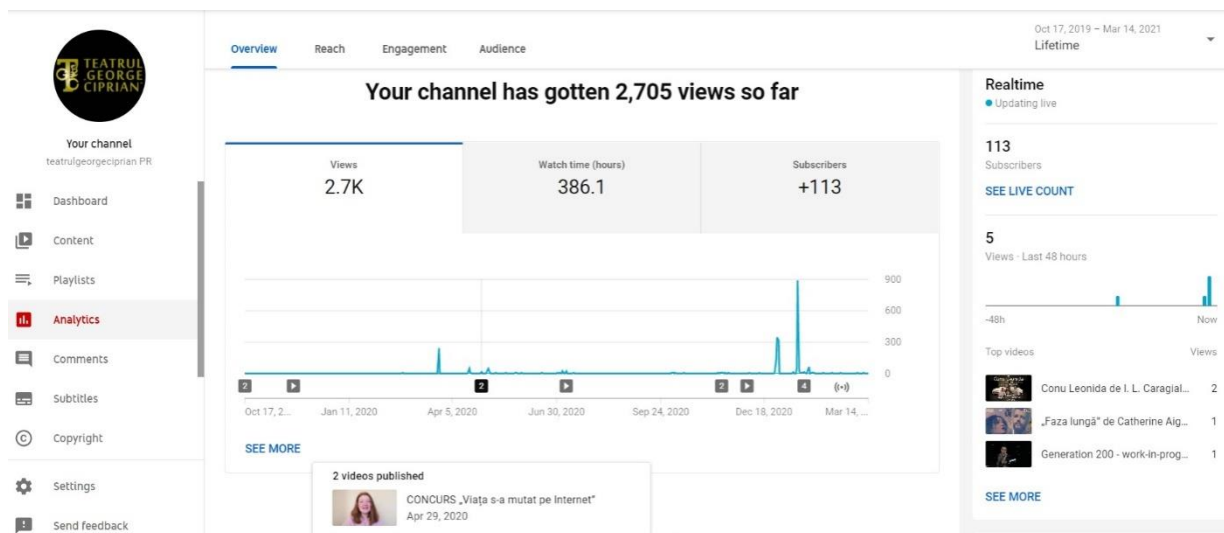 TEATRUL
GEORGE
CIPRIAN
Your channel
teatrulgeorgeciprian PR
Dashboard
Content
Playlists
Analytics
Comments
Subtitles
Copyright
Settings
Send feedback
Overview Reach Engagement Audience
Oct 17, 2019 – Mar 14, 2021
Lifetime
Your channel has gotten 2,705 views so far
Views
2.7K
Watch time (hours)
386.1
Subscribers
+113
900
600
300
0
2 2 2 4
Oct 17, 2... Jan 11, 2020 Apr 5, 2020 Jun 30, 2020 Sep 24, 2020 Dec 18, 2020 Mar 14, ...
SEE MORE
2 videos published
CONCURS „Viața s-a mutat pe Internet”
Apr 29, 2020
Realtime
Updating live
113
Subscribers
SEE LIVE COUNT
5
Views · Last 48 hours
-48h Now
Top videos Views
Conu Leonida de I. L. Caragial... 2
„Faza lungă” de Catherine Aig... 1
Generation 200 - work-in-prog... 1
SEE MORE